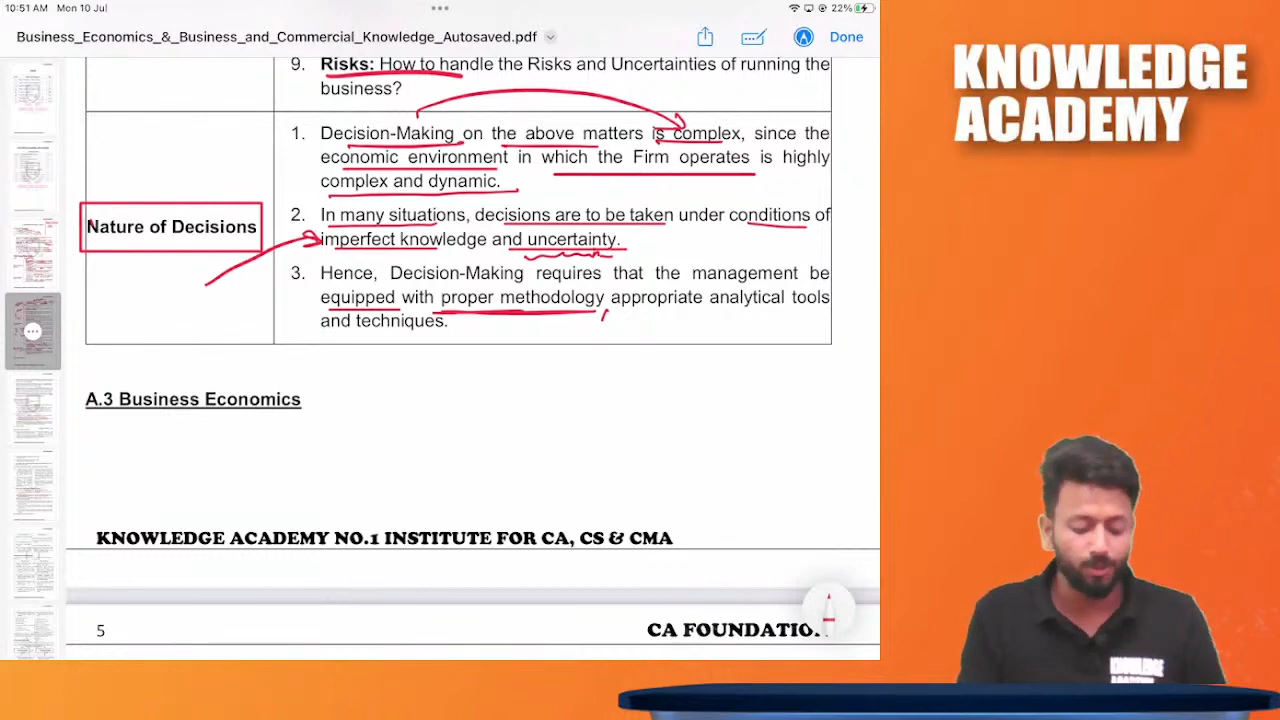 10:51 AM Mon 10 Jul
22%
Business_Economics_&_Business_and_Commercial_Knowledge_Autosaved.pdf
Done
KNOWLEDGE
ACADEMY
9. Risks: How to handle the Risks and Uncertainties of running the
business?
Nature of Decisions
1. Decision-Making on the above matters is complex, since the
economic environment in which the Firm operates is highly
complex and dynamic.
2. In many situations, decisions are to be taken under conditions of
imperfect knowledge and uncertainty.
3. Hence, Decision-making requires that the management be
equipped with proper methodology, appropriate analytical tools
and techniques.
A.3 Business Economics
KNOWLEDGE ACADEMY NO.1 INSTITUTE FOR CA, CS & CMA
CA FOUNDATION
KNOWLEDGE
ACADEMY